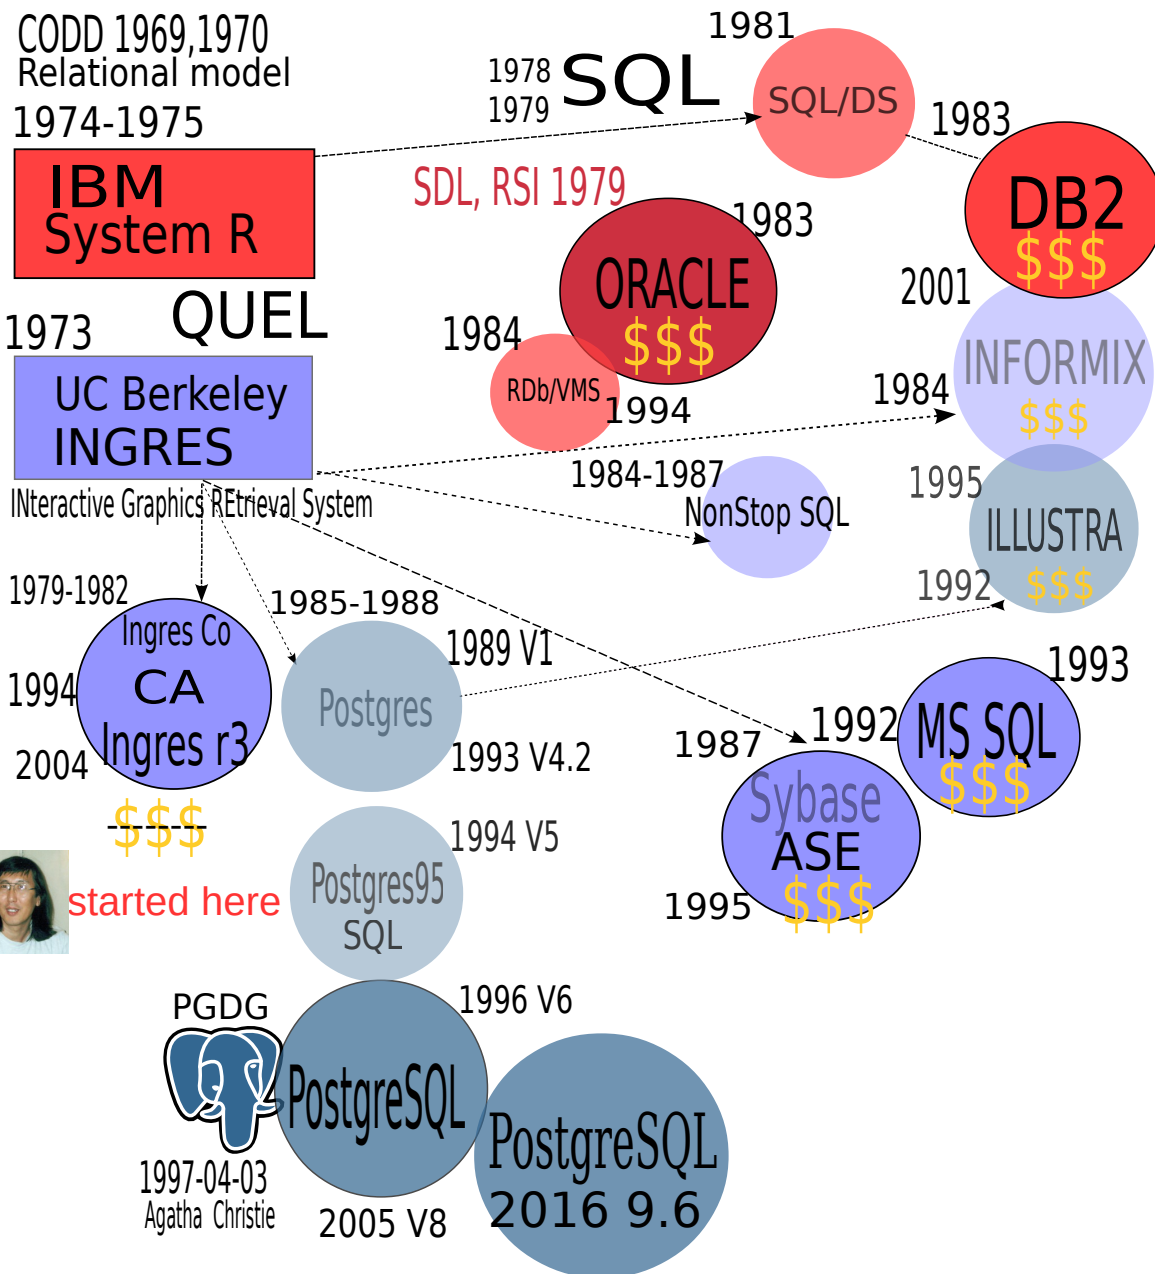 CODD 1969,1970
Relational model
1974-1975
IBM
System R
1978
1979
SQL
1981
SQL/DS
1983
DB2
$$$
SDL, RSI 1979
1983
ORACLE
$$$
1984
RDb/VMS
1994
QUEL
1973
UC Berkeley
INGRES
INteractive Graphics REtrieval System
2001
INFORMIX
$$$
1984
1984-1987
NonStop SQL
1995
ILLUSTRA
$$$
1992
1979-1982
Ingres Co
1994
CA
Ingres r3
2004
$$$
1985-1988
1989 V1
Postgres
1993 V4.2
1987
Sybase
ASE
$$$
1995
1992
1993
MS SQL
$$$
1994 V5
Postgres95
SQL
started here
PGDG
1996 V6
PostgreSQL
1997-04-03
Agatha Christie
2005 V8
PostgreSQL
2016 9.6